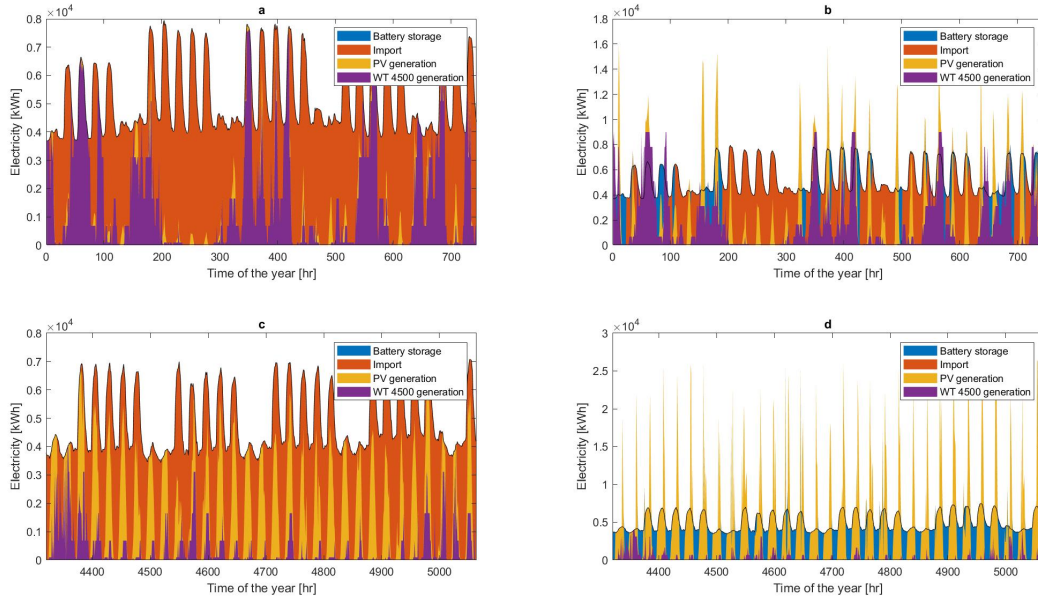 a
×10⁴
0.8
0.7
0.6
0.5
0.4
0.3
0.2
0.1
0
Electricity [kWh]
Battery storage
Import
PV generation
WT 4500 generation
0 100 200 300 400 500 600 700
Time of the year [hr]
b
×10⁴
1.8
1.6
1.4
1.2
1
0.8
0.6
0.4
0.2
0
Electricity [kWh]
Battery storage
Import
PV generation
WT 4500 generation
0 100 200 300 400 500 600 700
Time of the year [hr]
c
×10⁴
0.8
0.7
0.6
0.5
0.4
0.3
0.2
0.1
0
Electricity [kWh]
Battery storage
Import
PV generation
WT 4500 generation
4400 4500 4600 4700 4800 4900 5000
Time of the year [hr]
d
×10⁴
3
2.5
2
1.5
1
0.5
0
Electricity [kWh]
Battery storage
Import
PV generation
WT 4500 generation
4400 4500 4600 4700 4800 4900 5000
Time of the year [hr]